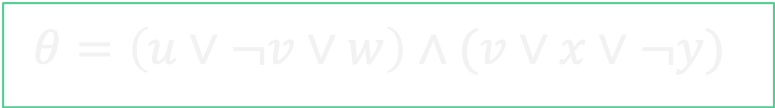 θ = (u ∨ ¬v ∨ w) ∧ (v ∨ x ∨ ¬y)